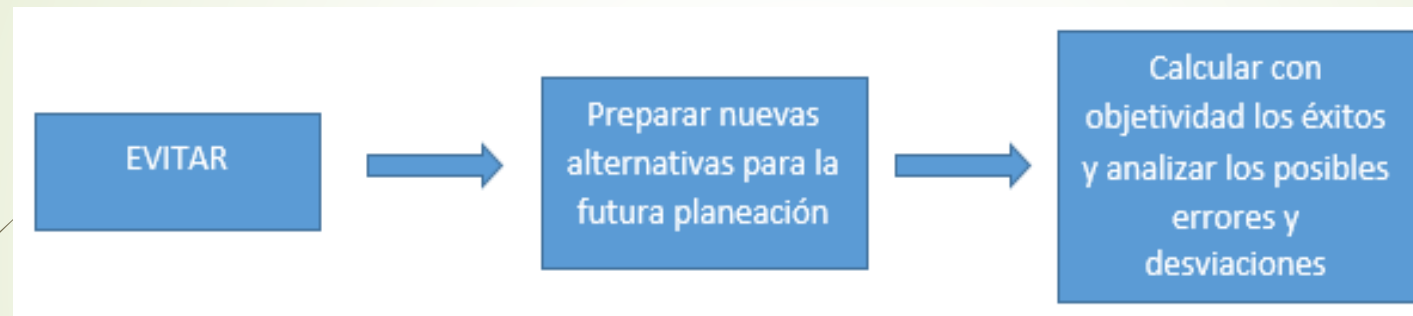 EVITAR
Preparar nuevas
alternativas para la
futura planeación
Calcular con
objetividad los éxitos
y analizar los posibles
errores y
desviaciones